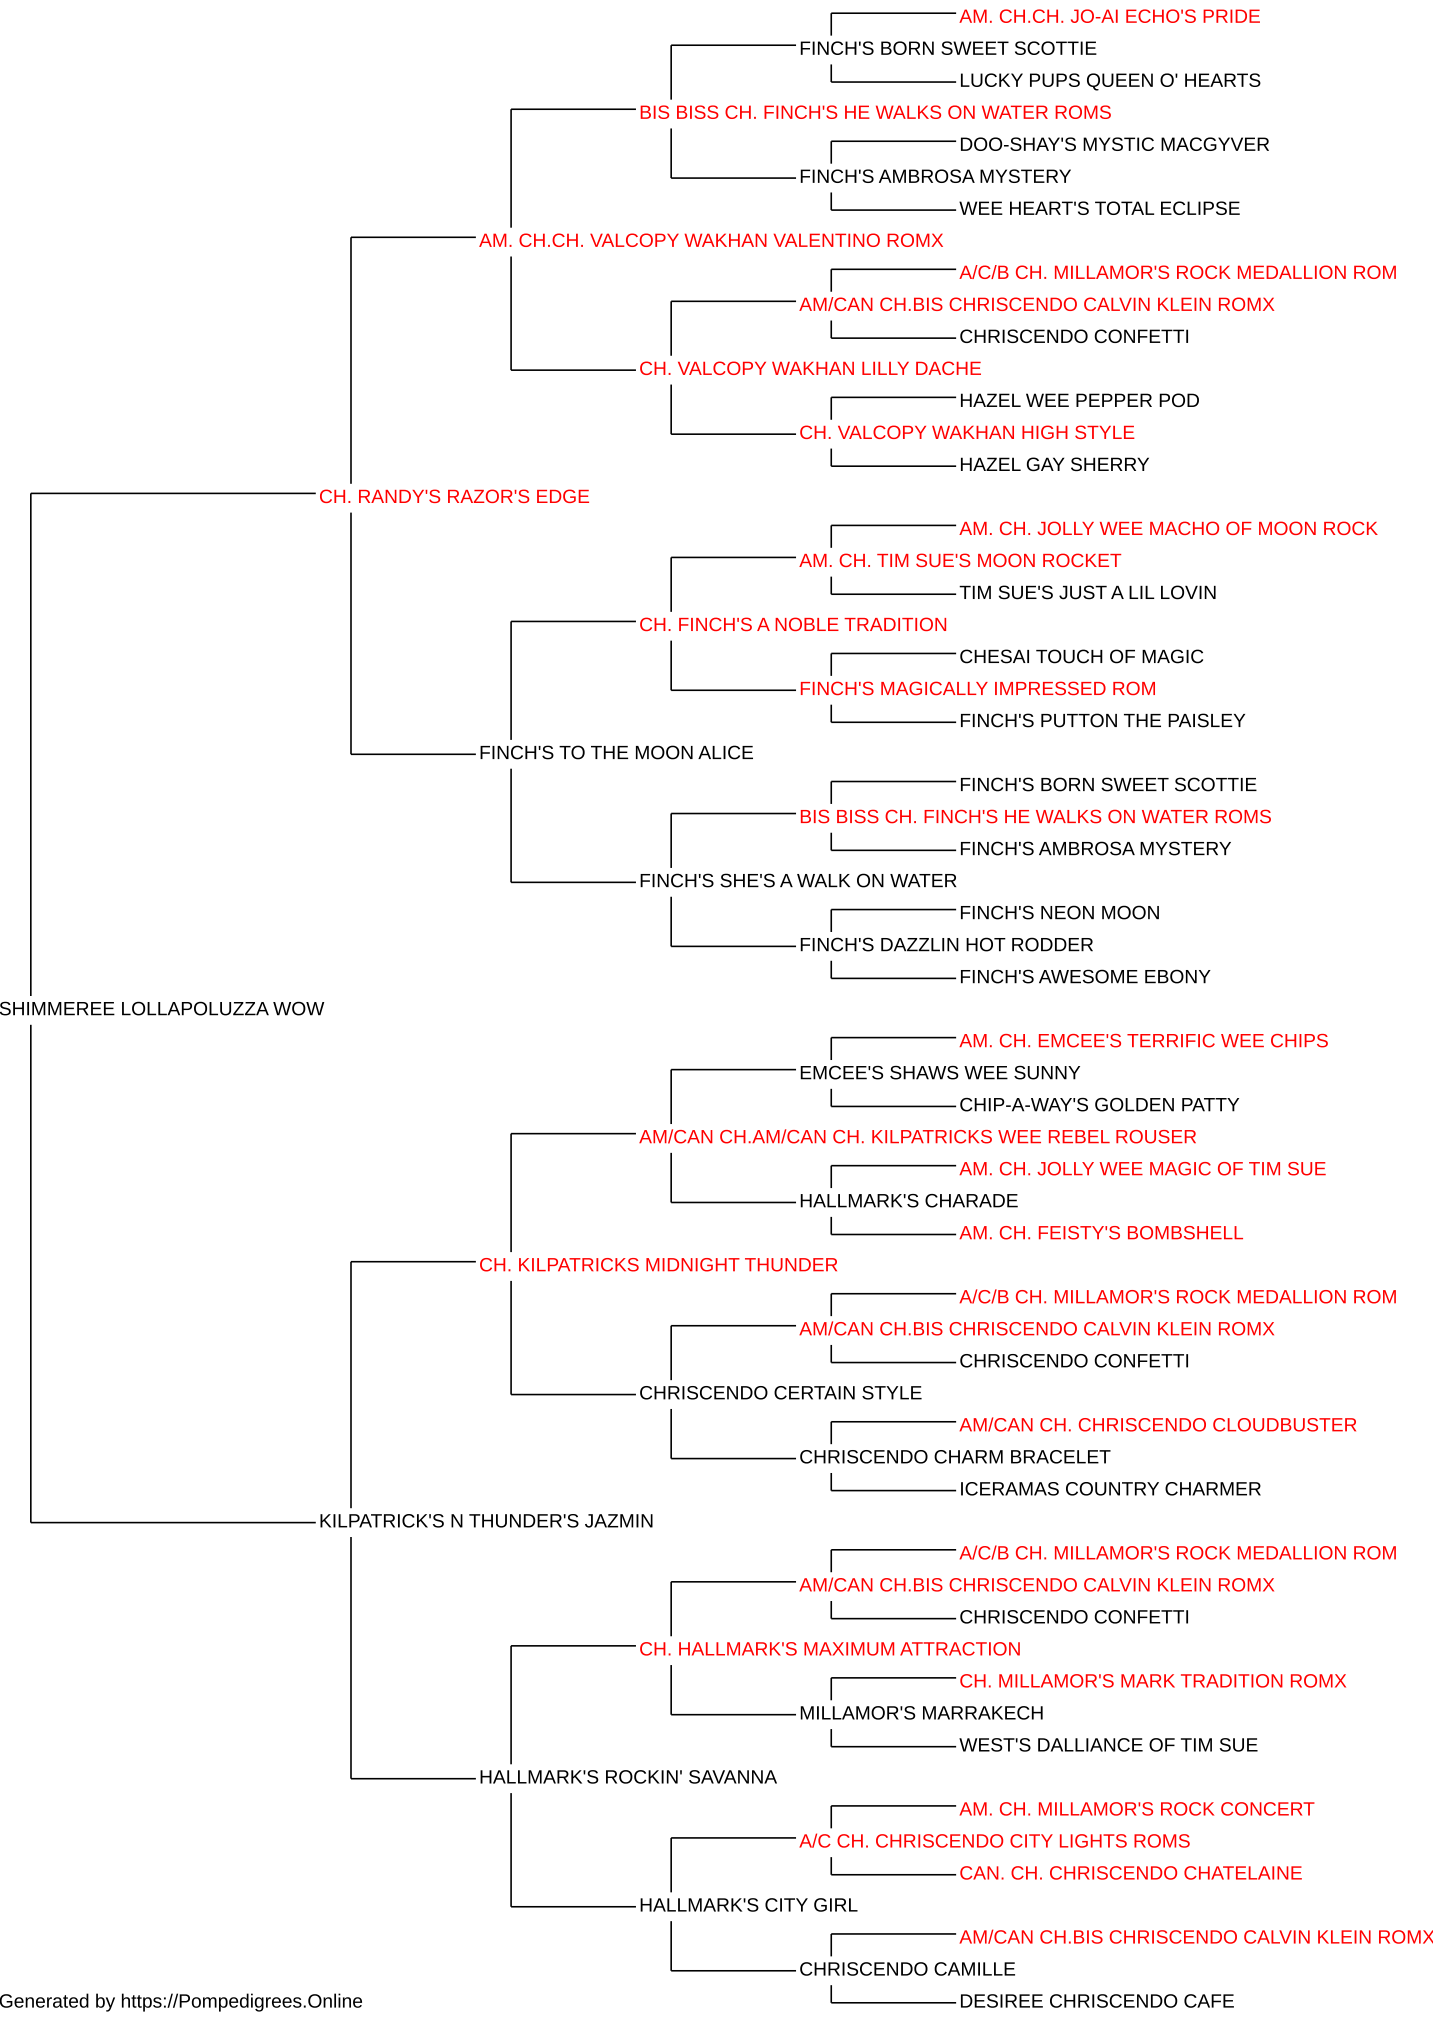 AM. CH.CH. JO-AI ECHO'S PRIDE
FINCH'S BORN SWEET SCOTTIE
LUCKY PUPS QUEEN O' HEARTS
BIS BISS CH. FINCH'S HE WALKS ON WATER ROMS
DOO-SHAY'S MYSTIC MACGYVER
FINCH'S AMBROSA MYSTERY
WEE HEART'S TOTAL ECLIPSE
AM. CH.CH. VALCOPY WAKHAN VALENTINO ROMX
A/C/B CH. MILLAMOR'S ROCK MEDALLION ROM
AM/CAN CH.BIS CHRISCENDO CALVIN KLEIN ROMX
CHRISCENDO CONFETTI
CH. VALCOPY WAKHAN LILLY DACHE
HAZEL WEE PEPPER POD
CH. VALCOPY WAKHAN HIGH STYLE
HAZEL GAY SHERRY
CH. RANDY'S RAZOR'S EDGE
AM. CH. JOLLY WEE MACHO OF MOON ROCK
AM. CH. TIM SUE'S MOON ROCKET
TIM SUE'S JUST A LIL LOVIN
CH. FINCH'S A NOBLE TRADITION
CHESAI TOUCH OF MAGIC
FINCH'S MAGICALLY IMPRESSED ROM
FINCH'S PUTTON THE PAISLEY
FINCH'S TO THE MOON ALICE
FINCH'S BORN SWEET SCOTTIE
BIS BISS CH. FINCH'S HE WALKS ON WATER ROMS
FINCH'S AMBROSA MYSTERY
FINCH'S SHE'S A WALK ON WATER
FINCH'S NEON MOON
FINCH'S DAZZLIN HOT RODDER
FINCH'S AWESOME EBONY
SHIMMEREE LOLLAPOLUZZA WOW
AM. CH. EMCEE'S TERRIFIC WEE CHIPS
EMCEE'S SHAWS WEE SUNNY
CHIP-A-WAY'S GOLDEN PATTY
AM/CAN CH.AM/CAN CH. KILPATRICKS WEE REBEL ROUSER
AM. CH. JOLLY WEE MAGIC OF TIM SUE
HALLMARK'S CHARADE
AM. CH. FEISTY'S BOMBSHELL
CH. KILPATRICKS MIDNIGHT THUNDER
A/C/B CH. MILLAMOR'S ROCK MEDALLION ROM
AM/CAN CH.BIS CHRISCENDO CALVIN KLEIN ROMX
CHRISCENDO CONFETTI
CHRISCENDO CERTAIN STYLE
AM/CAN CH. CHRISCENDO CLOUDBUSTER
CHRISCENDO CHARM BRACELET
ICERAMAS COUNTRY CHARMER
KILPATRICK'S N THUNDER'S JAZMIN
A/C/B CH. MILLAMOR'S ROCK MEDALLION ROM
AM/CAN CH.BIS CHRISCENDO CALVIN KLEIN ROMX
CHRISCENDO CONFETTI
CH. HALLMARK'S MAXIMUM ATTRACTION
CH. MILLAMOR'S MARK TRADITION ROMX
MILLAMOR'S MARRAKECH
WEST'S DALLIANCE OF TIM SUE
HALLMARK'S ROCKIN' SAVANNA
AM. CH. MILLAMOR'S ROCK CONCERT
A/C CH. CHRISCENDO CITY LIGHTS ROMS
CAN. CH. CHRISCENDO CHATELAINE
HALLMARK'S CITY GIRL
AM/CAN CH.BIS CHRISCENDO CALVIN KLEIN ROMX
CHRISCENDO CAMILLE
DESIREE CHRISCENDO CAFE
Generated by https://Pompedigrees.Online